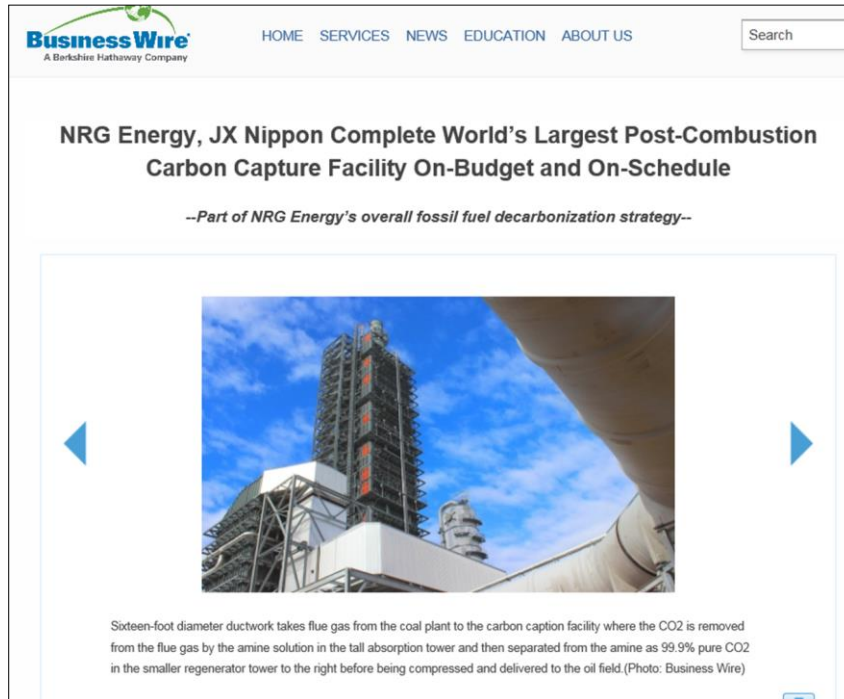 Business Wire
A Berkshire Hathaway Company
HOME SERVICES NEWS EDUCATION ABOUT US
Search
NRG Energy, JX Nippon Complete World's Largest Post-Combustion
Carbon Capture Facility On-Budget and On-Schedule
--Part of NRG Energy's overall fossil fuel decarbonization strategy--
Sixteen-foot diameter ductwork takes flue gas from the coal plant to the carbon caption facility where the CO2 is removed
from the flue gas by the amine solution in the tall absorption tower and then separated from the amine as 99.9% pure CO2
in the smaller regenerator tower to the right before being compressed and delivered to the oil field.(Photo: Business Wire)